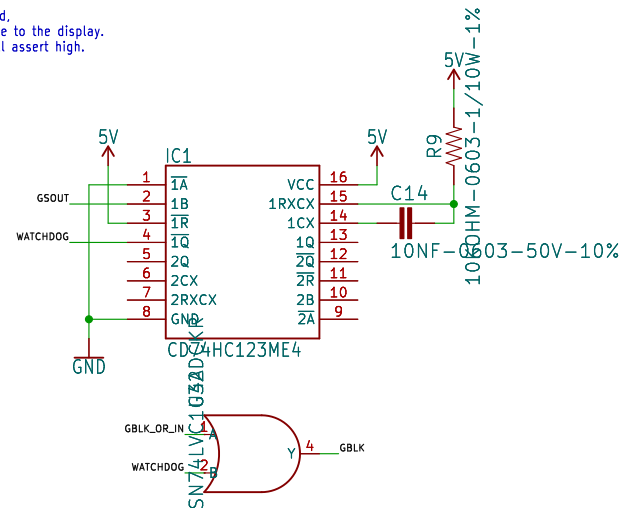 d,
e to the display.
l assert high.
5V
10KOHM-0603-1/10W-1%
R9
5V
5V
IC1
1 1A VCC 16
GSOUT 2 1B 1RXCX 15
3 1R 1CX 14
C14
WATCHDOG 4 1Q 1Q 13
10NF-0603-50V-10%
5 2Q 2Q 12
6 2CX 2R 11
7 2RXCX 2B 10
8 GND 2A 9
CD74HC123ME4
GND
GBLK_OR_IN 1 A
Y 4 GBLK
WATCHDOG 2 B